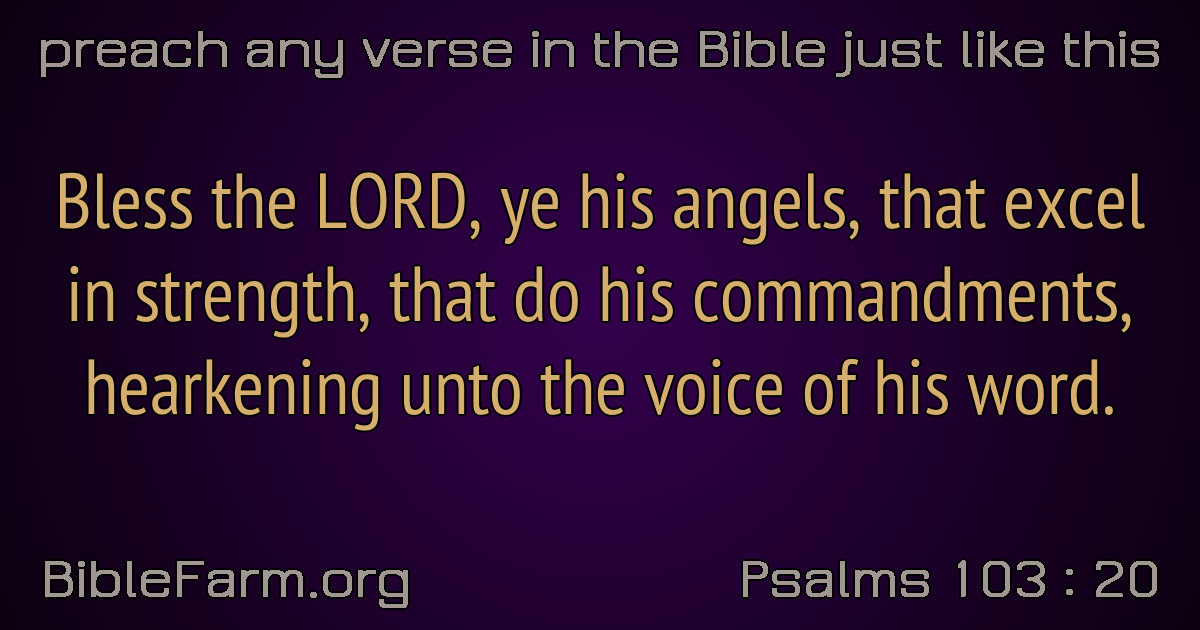 preach any verse in the Bible just like this
Bless the LORD, ye his angels, that excel
in strength, that do his commandments,
hearkening unto the voice of his word.
BibleFarm.org
Psalms 103 : 20